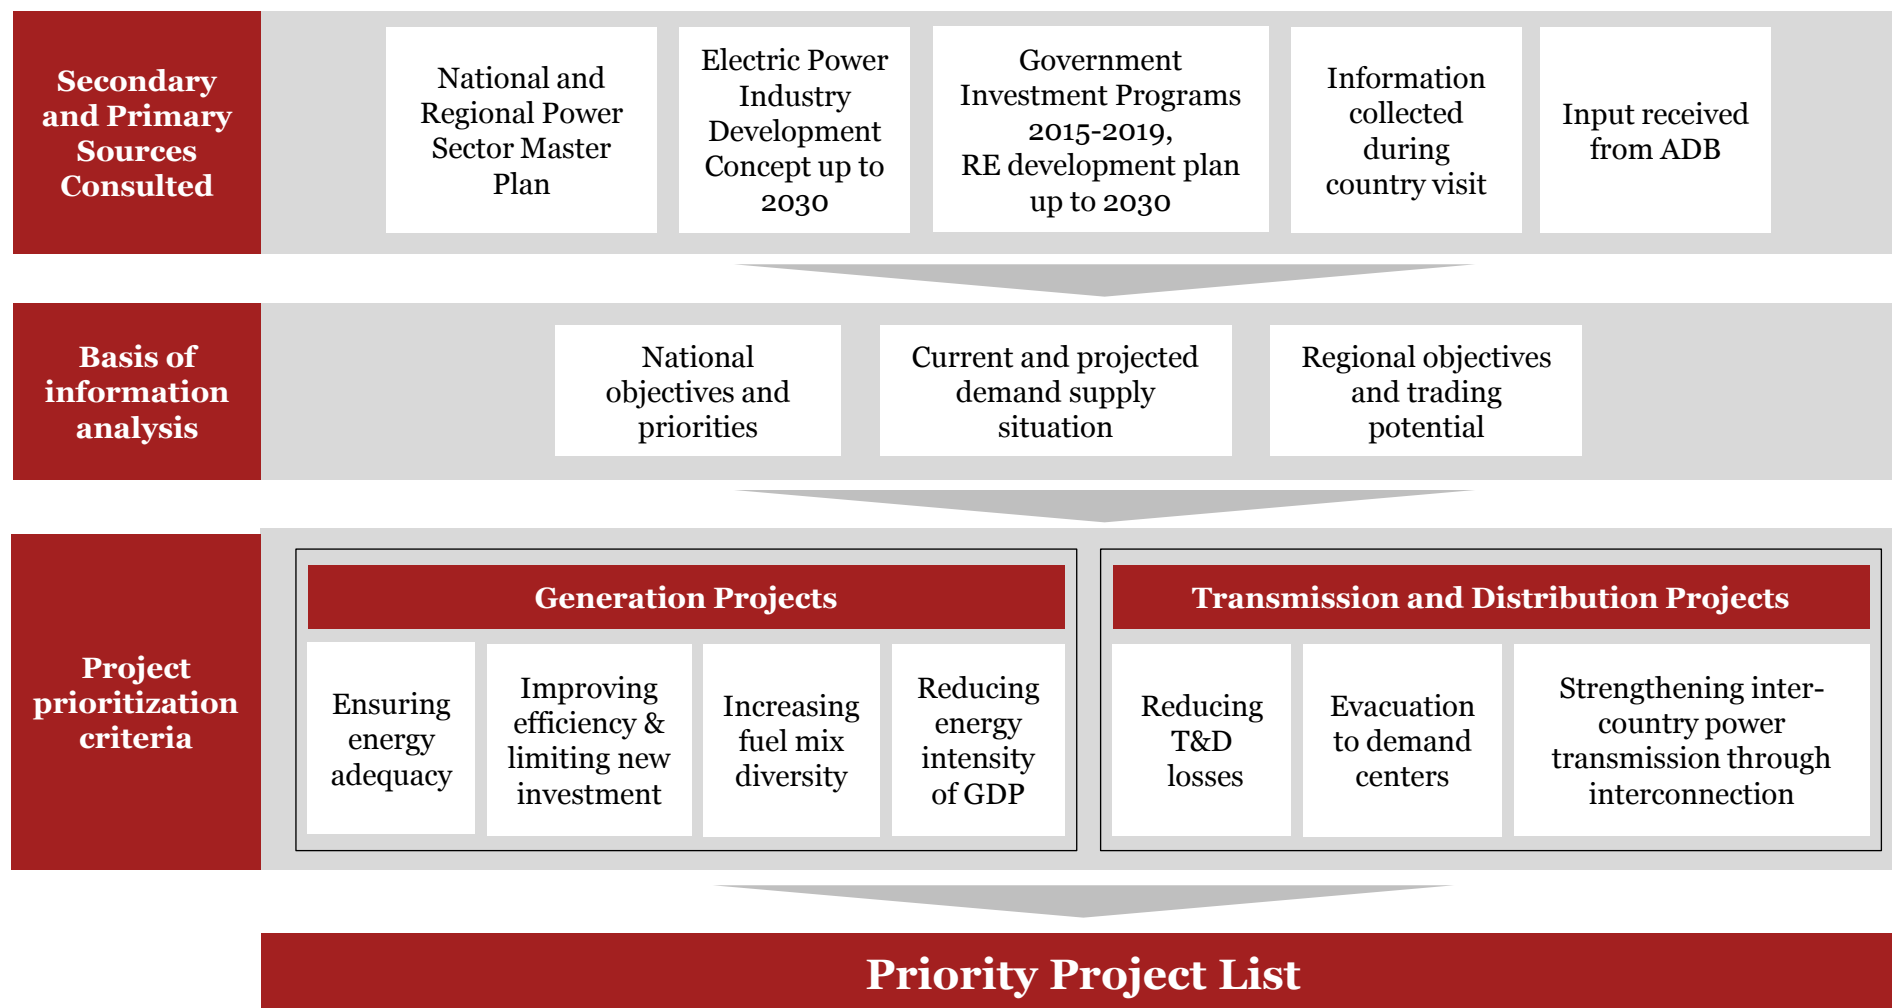 Secondary
and Primary
Sources
Consulted
National and
Regional Power
Sector Master
Plan
Electric Power
Industry
Development
Concept up to
2030
Government
Investment Programs
2015-2019,
RE development plan
up to 2030
Information
collected
during
country visit
Input received
from ADB
Basis of
information
analysis
National
objectives and
priorities
Current and projected
demand supply
situation
Regional objectives
and trading
potential
Project
prioritization
criteria
Generation Projects
Ensuring
energy
adequacy
Improving
efficiency &
limiting new
investment
Increasing
fuel mix
diversity
Reducing
energy
intensity
of GDP
Transmission and Distribution Projects
Reducing
T&D
losses
Evacuation
to demand
centers
Strengthening inter-
country power
transmission through
interconnection
Priority Project List